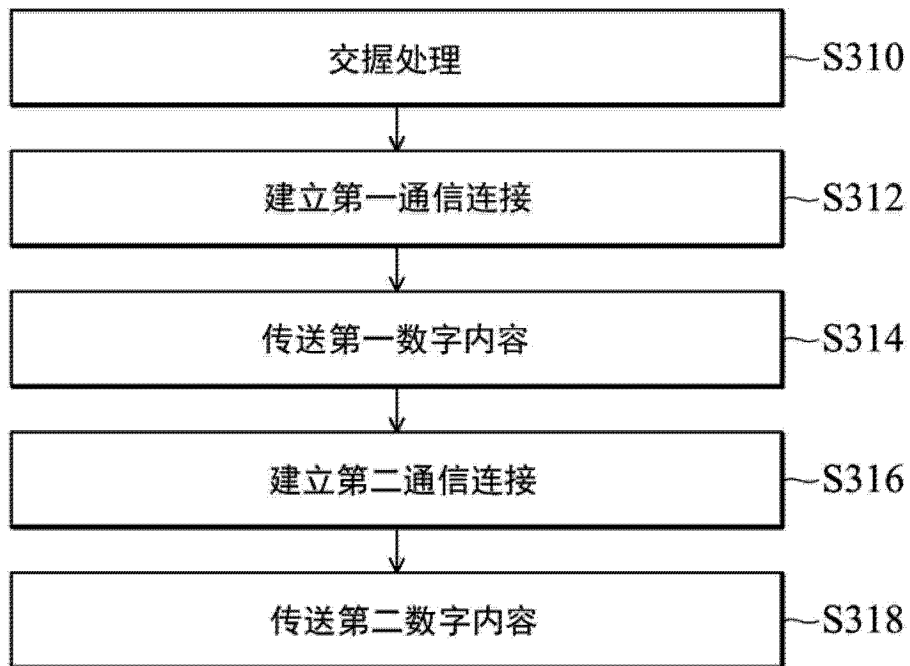 交握处理 S310
建立第一通信连接 S312
传送第一数字内容 S314
建立第二通信连接 S316
传送第二数字内容 S318